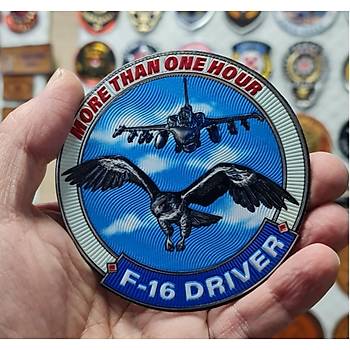 MORE THAN ONE HOUR
F-16 DRIVER